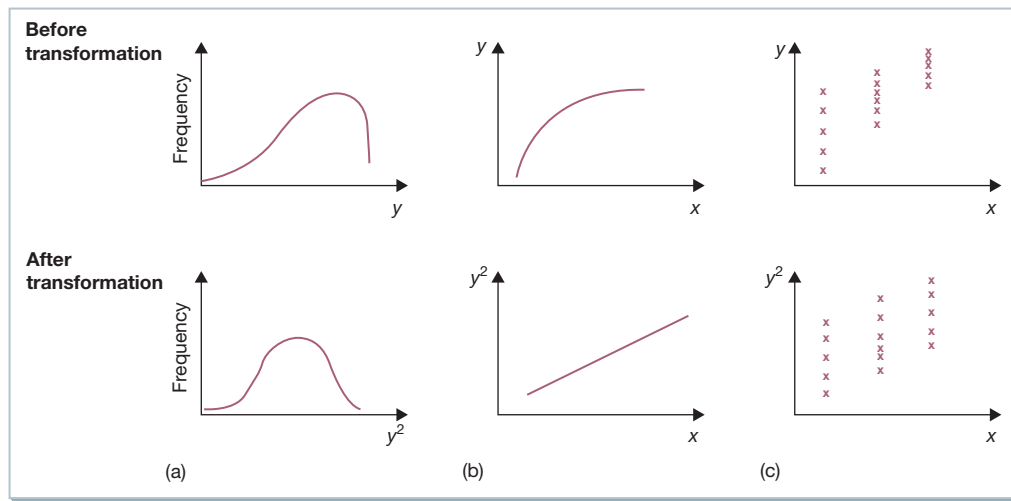 Before
transformation
Frequency
y
y
x
y
x
After
transformation
Frequency
y²
y²
x
y²
x
(a)
(b)
(c)